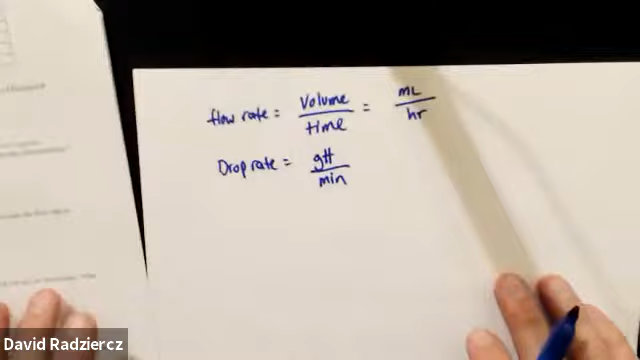 flow rate = Volume / time = mL / hr
Drop rate = gtt / min
David Radziercz